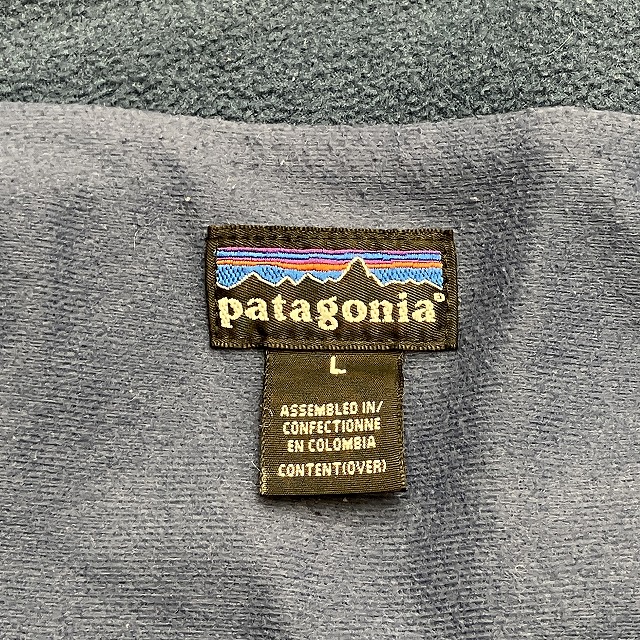 patagonia®
L
ASSEMBLED IN/
CONFECTIONNE
EN COLOMBIA
CONTENT(OVER)